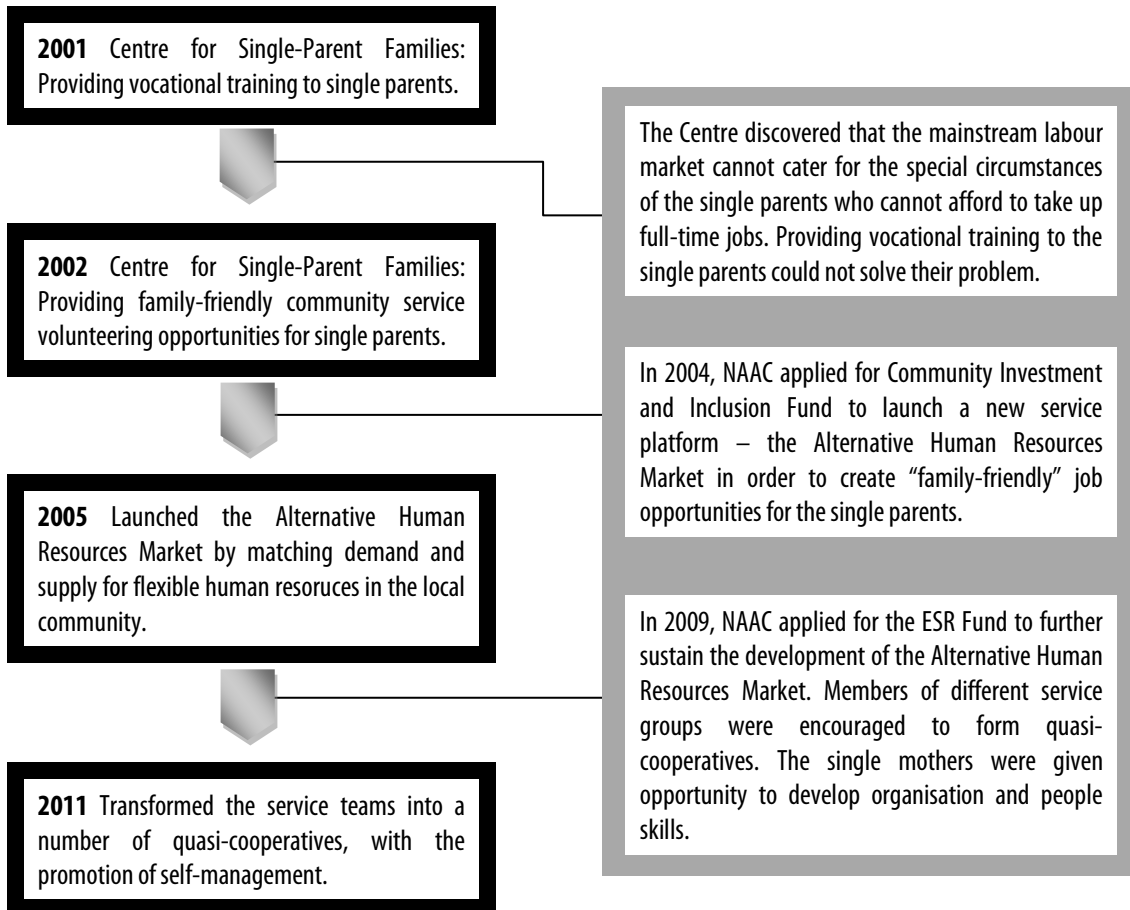 2001 Centre for Single-Parent Families:
Providing vocational training to single parents.
The Centre discovered that the mainstream labour
market cannot cater for the special circumstances
of the single parents who cannot afford to take up
full-time jobs. Providing vocational training to the
single parents could not solve their problem.
2002 Centre for Single-Parent Families:
Providing family-friendly community service
volunteering opportunities for single parents.
In 2004, NAAC applied for Community Investment
and Inclusion Fund to launch a new service
platform – the Alternative Human Resources
Market in order to create “family-friendly” job
opportunities for the single parents.
2005 Launched the Alternative Human
Resources Market by matching demand and
supply for flexible human resoruces in the local
community.
In 2009, NAAC applied for the ESR Fund to further
sustain the development of the Alternative Human
Resources Market. Members of different service
groups were encouraged to form quasi-
cooperatives. The single mothers were given
opportunity to develop organisation and people
skills.
2011 Transformed the service teams into a
number of quasi-cooperatives, with the
promotion of self-management.